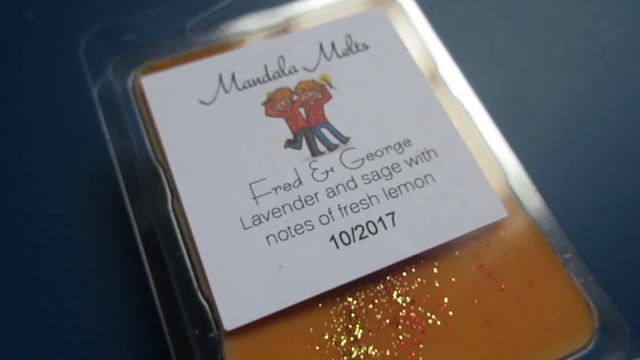 Mandala Melts
Fred & George
Lavender and sage with
notes of fresh lemon
10/2017